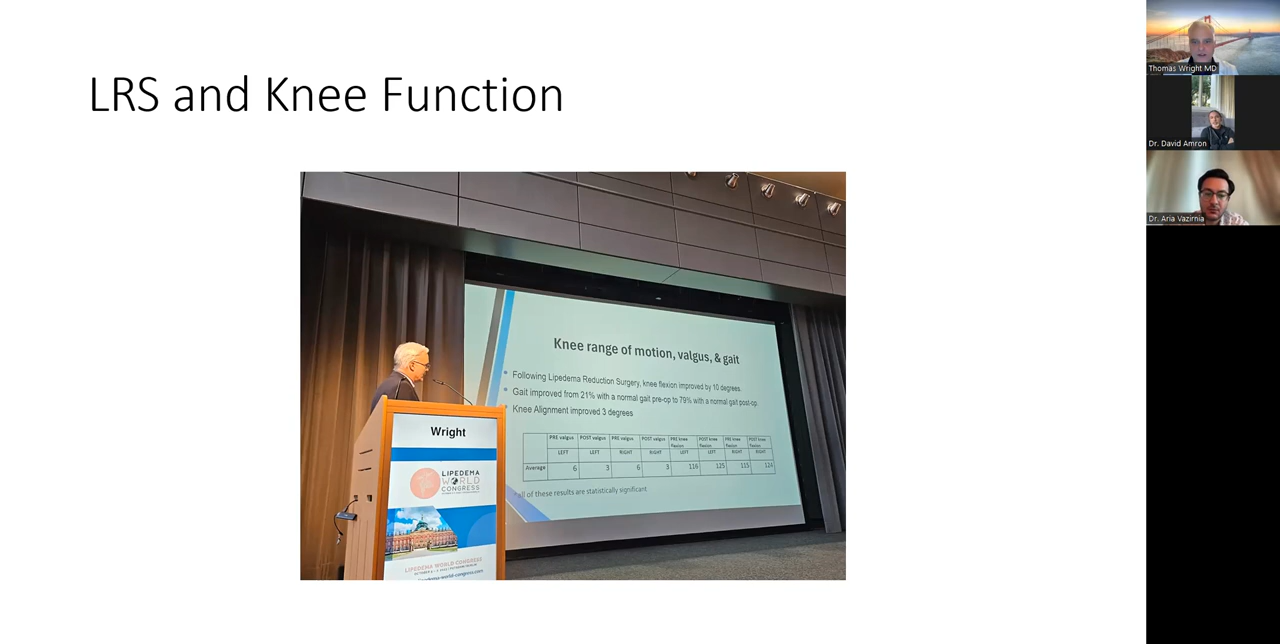 LRS and Knee Function
Knee range of motion, valgus, & gait
Following Lipedema Reduction Surgery, knee flexion improved by 10 degrees.
Gait improved from 21% with a normal gait pre-op to 79% with a normal gait post-op.
Knee Alignment improved 3 degrees
PRE valgus POST valgus PRE valgus POST valgus PRE knee flexion POST knee flexion PRE knee flexion POST knee flexion
LEFT LEFT RIGHT RIGHT LEFT LEFT RIGHT RIGHT
Average 6 3 6 3 116 125 115 124
all of these results are statistically significant
Wright
LIPEDEMA
WORLD
CONGRESS
LIPEDEMA WORLD CONGRESS
Thomas Wright MD
Dr. David Amron
Dr. Aria Vazirnia